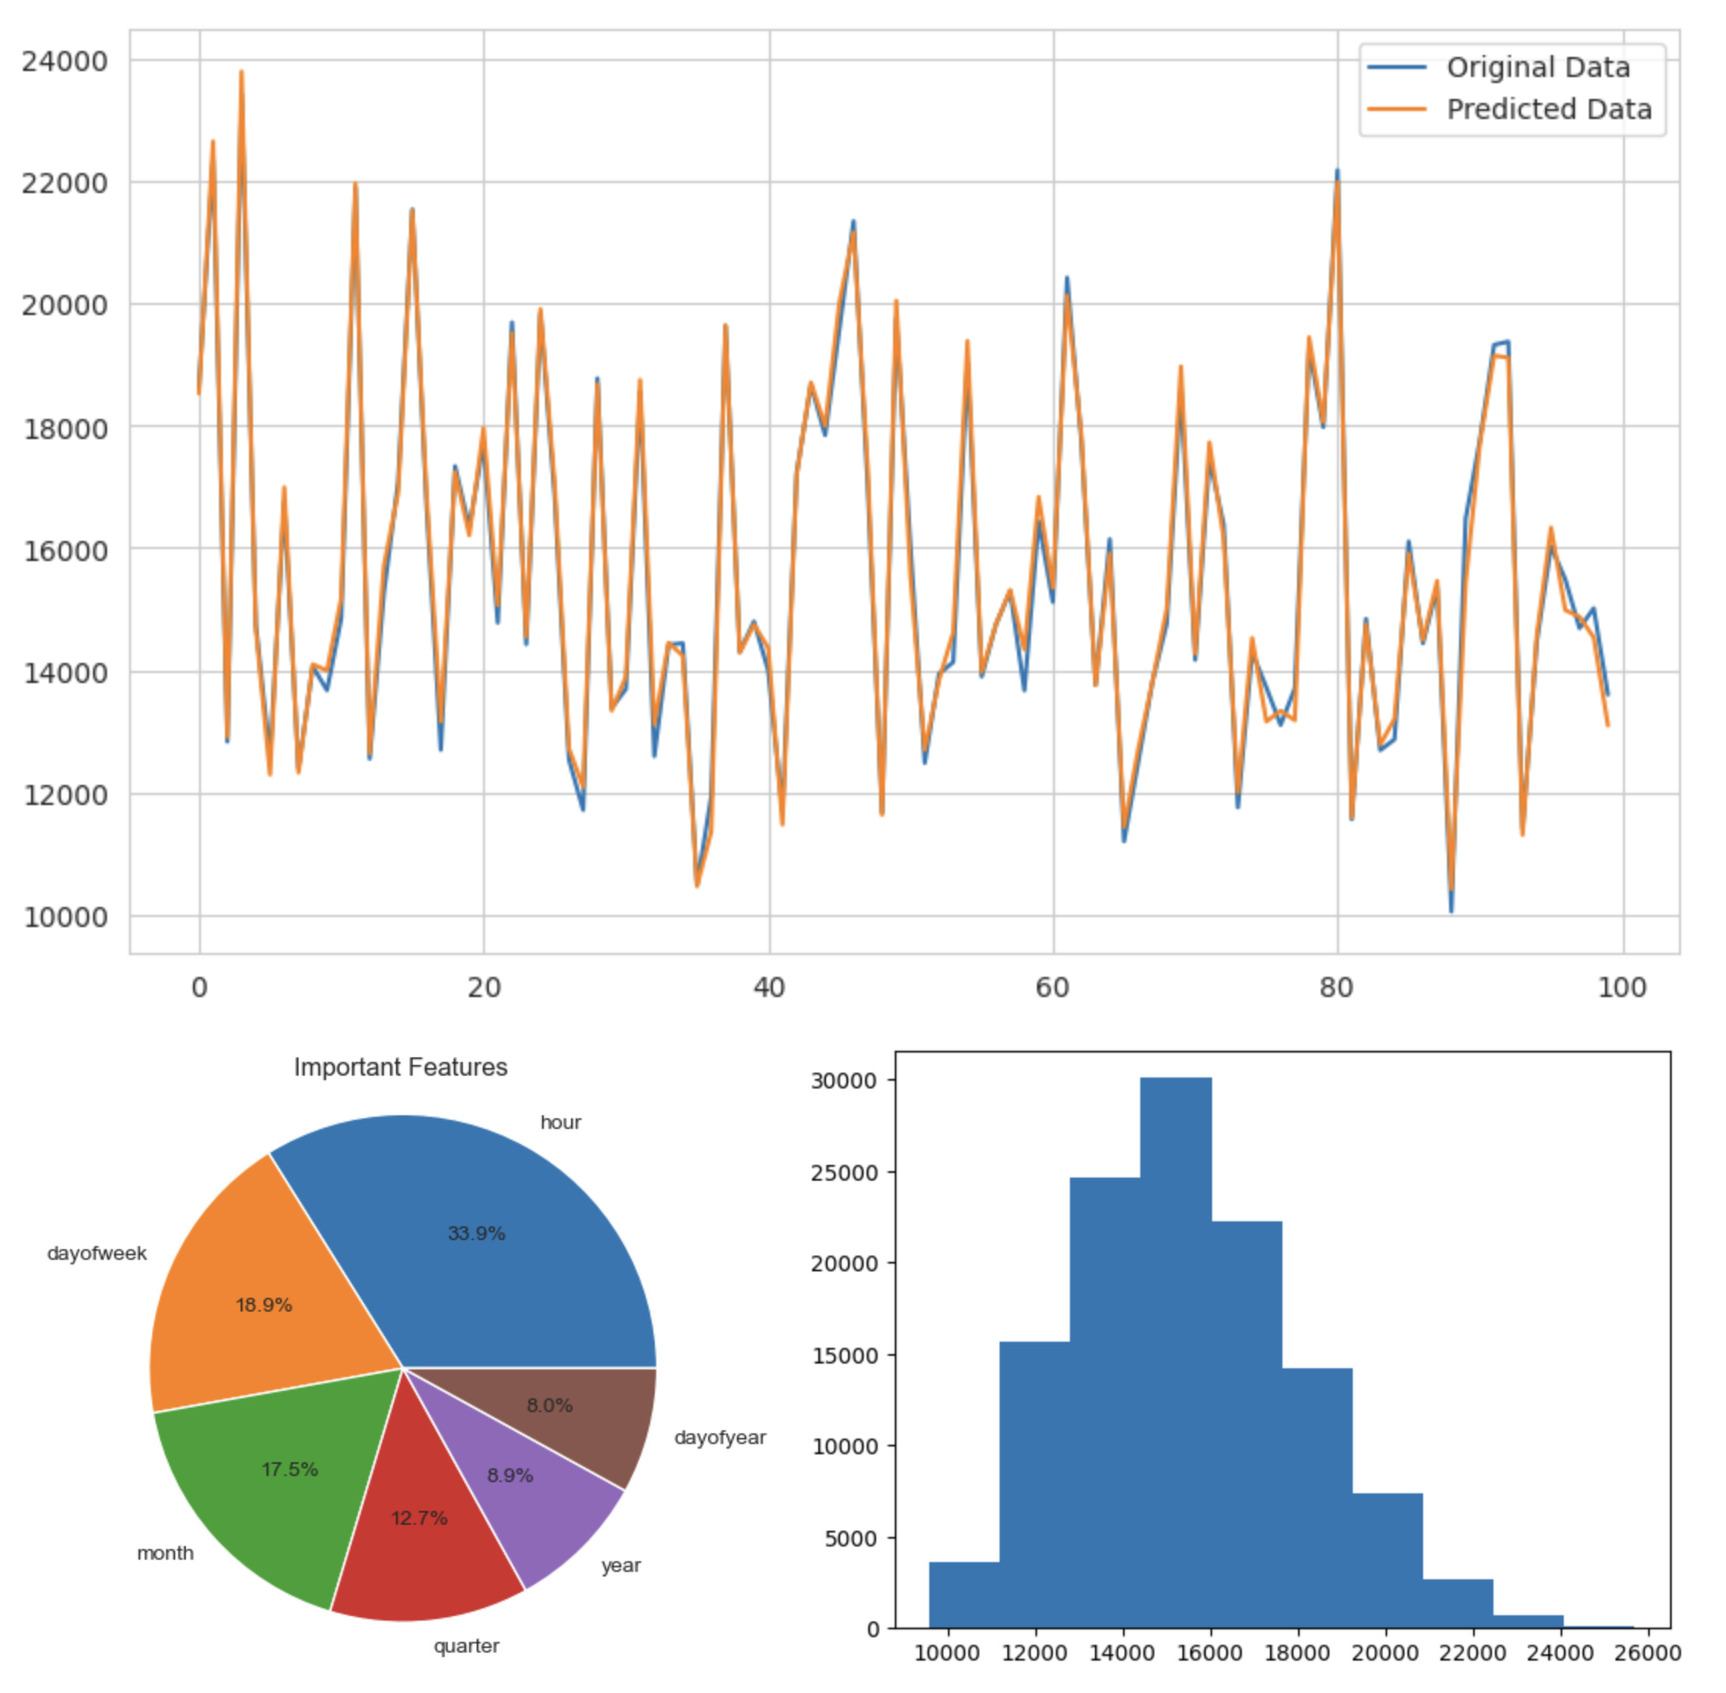 24000
22000
20000
18000
16000
14000
12000
10000
0 20 40 60 80 100
Original Data
Predicted Data
Important Features
hour
33.9%
dayofweek
18.9%
month
17.5%
quarter
12.7%
year
8.9%
dayofyear
8.0%
30000
25000
20000
15000
10000
5000
0
10000 12000 14000 16000 18000 20000 22000 24000 26000